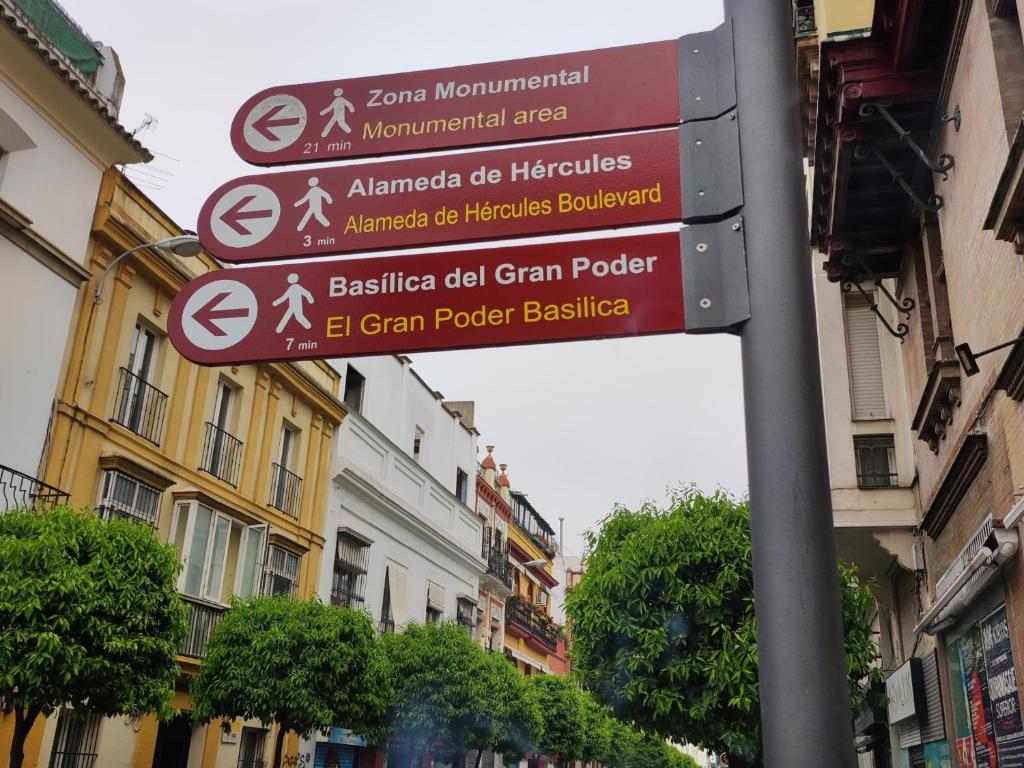 Zona Monumental
Monumental area
21 min
Alameda de Hércules
Alameda de Hércules Boulevard
3 min
Basílica del Gran Poder
El Gran Poder Basilica
7 min